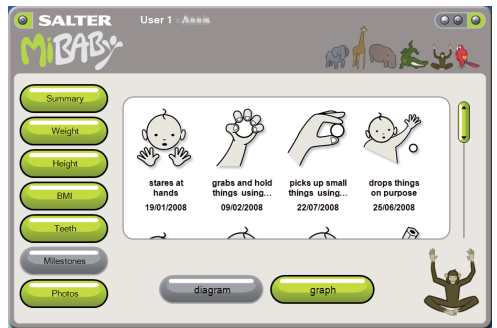 SALTER
User 1 -
MiBABY
Summary
Weight
Height
BMI
Teeth
Milestones
Photos
stares at
hands
19/01/2008
grabs and hold
things using...
09/02/2008
picks up small
things using...
22/07/2008
drops things
on purpose
25/06/2008
diagram
graph